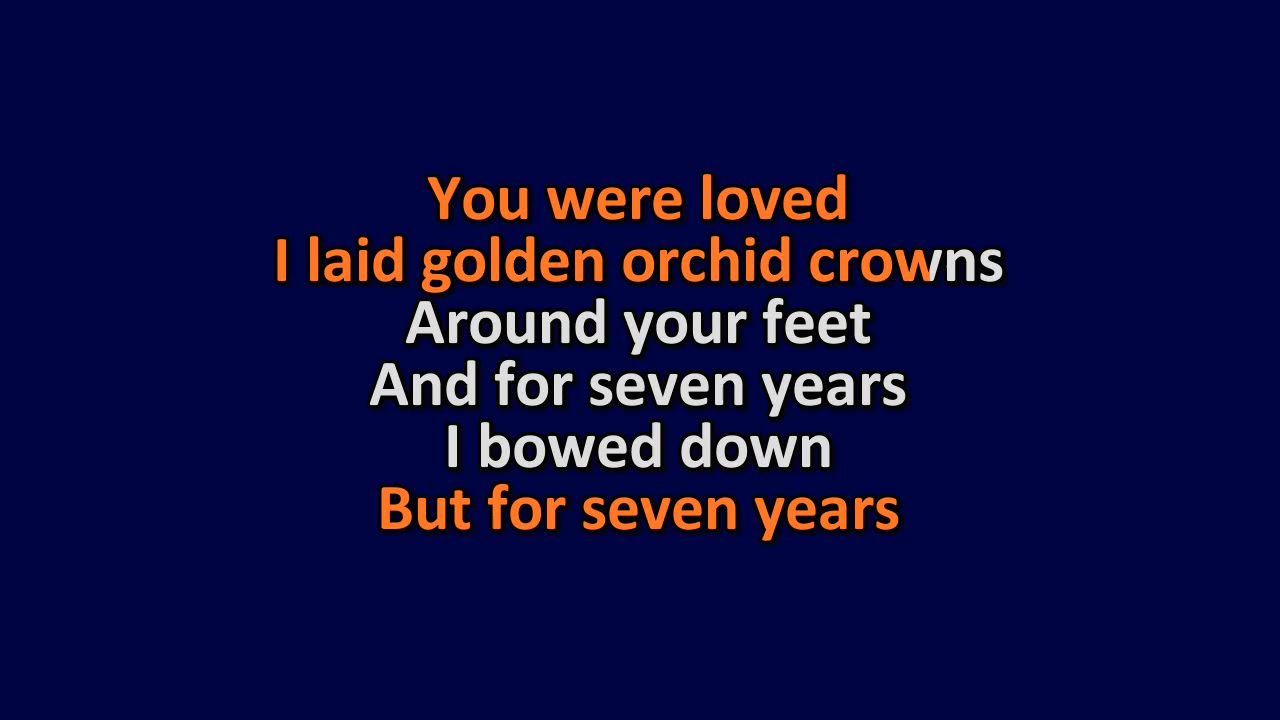 You were loved
I laid golden orchid crowns
Around your feet
And for seven years
I bowed down
But for seven years